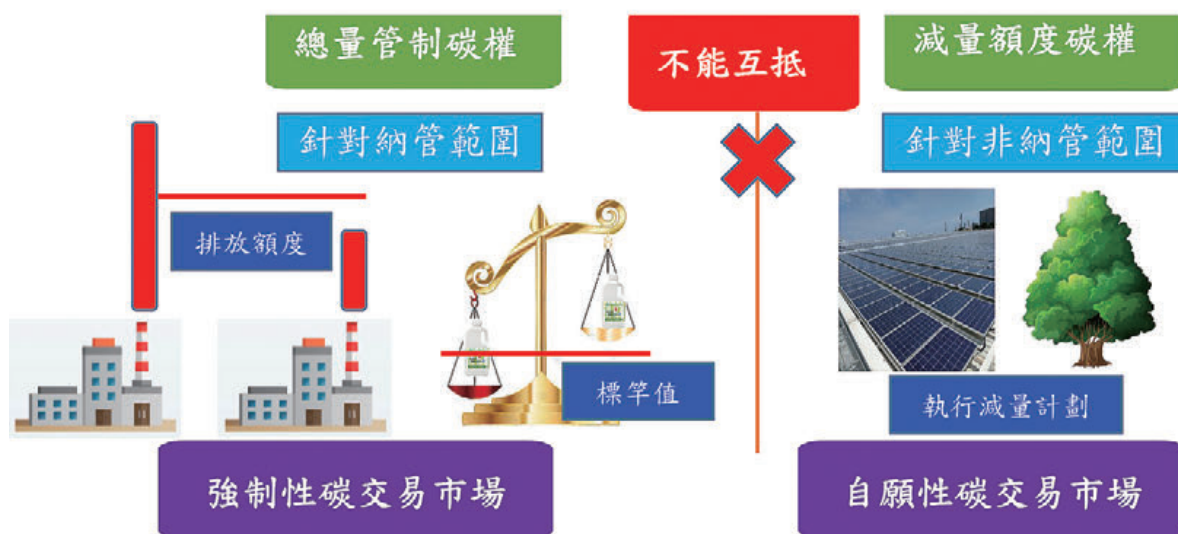 總量管制碳權
不能互抵
減量額度碳權
針對納管範圍
針對非納管範圍
排放額度
標竿值
執行減量計劃
強制性碳交易市場
自願性碳交易市場